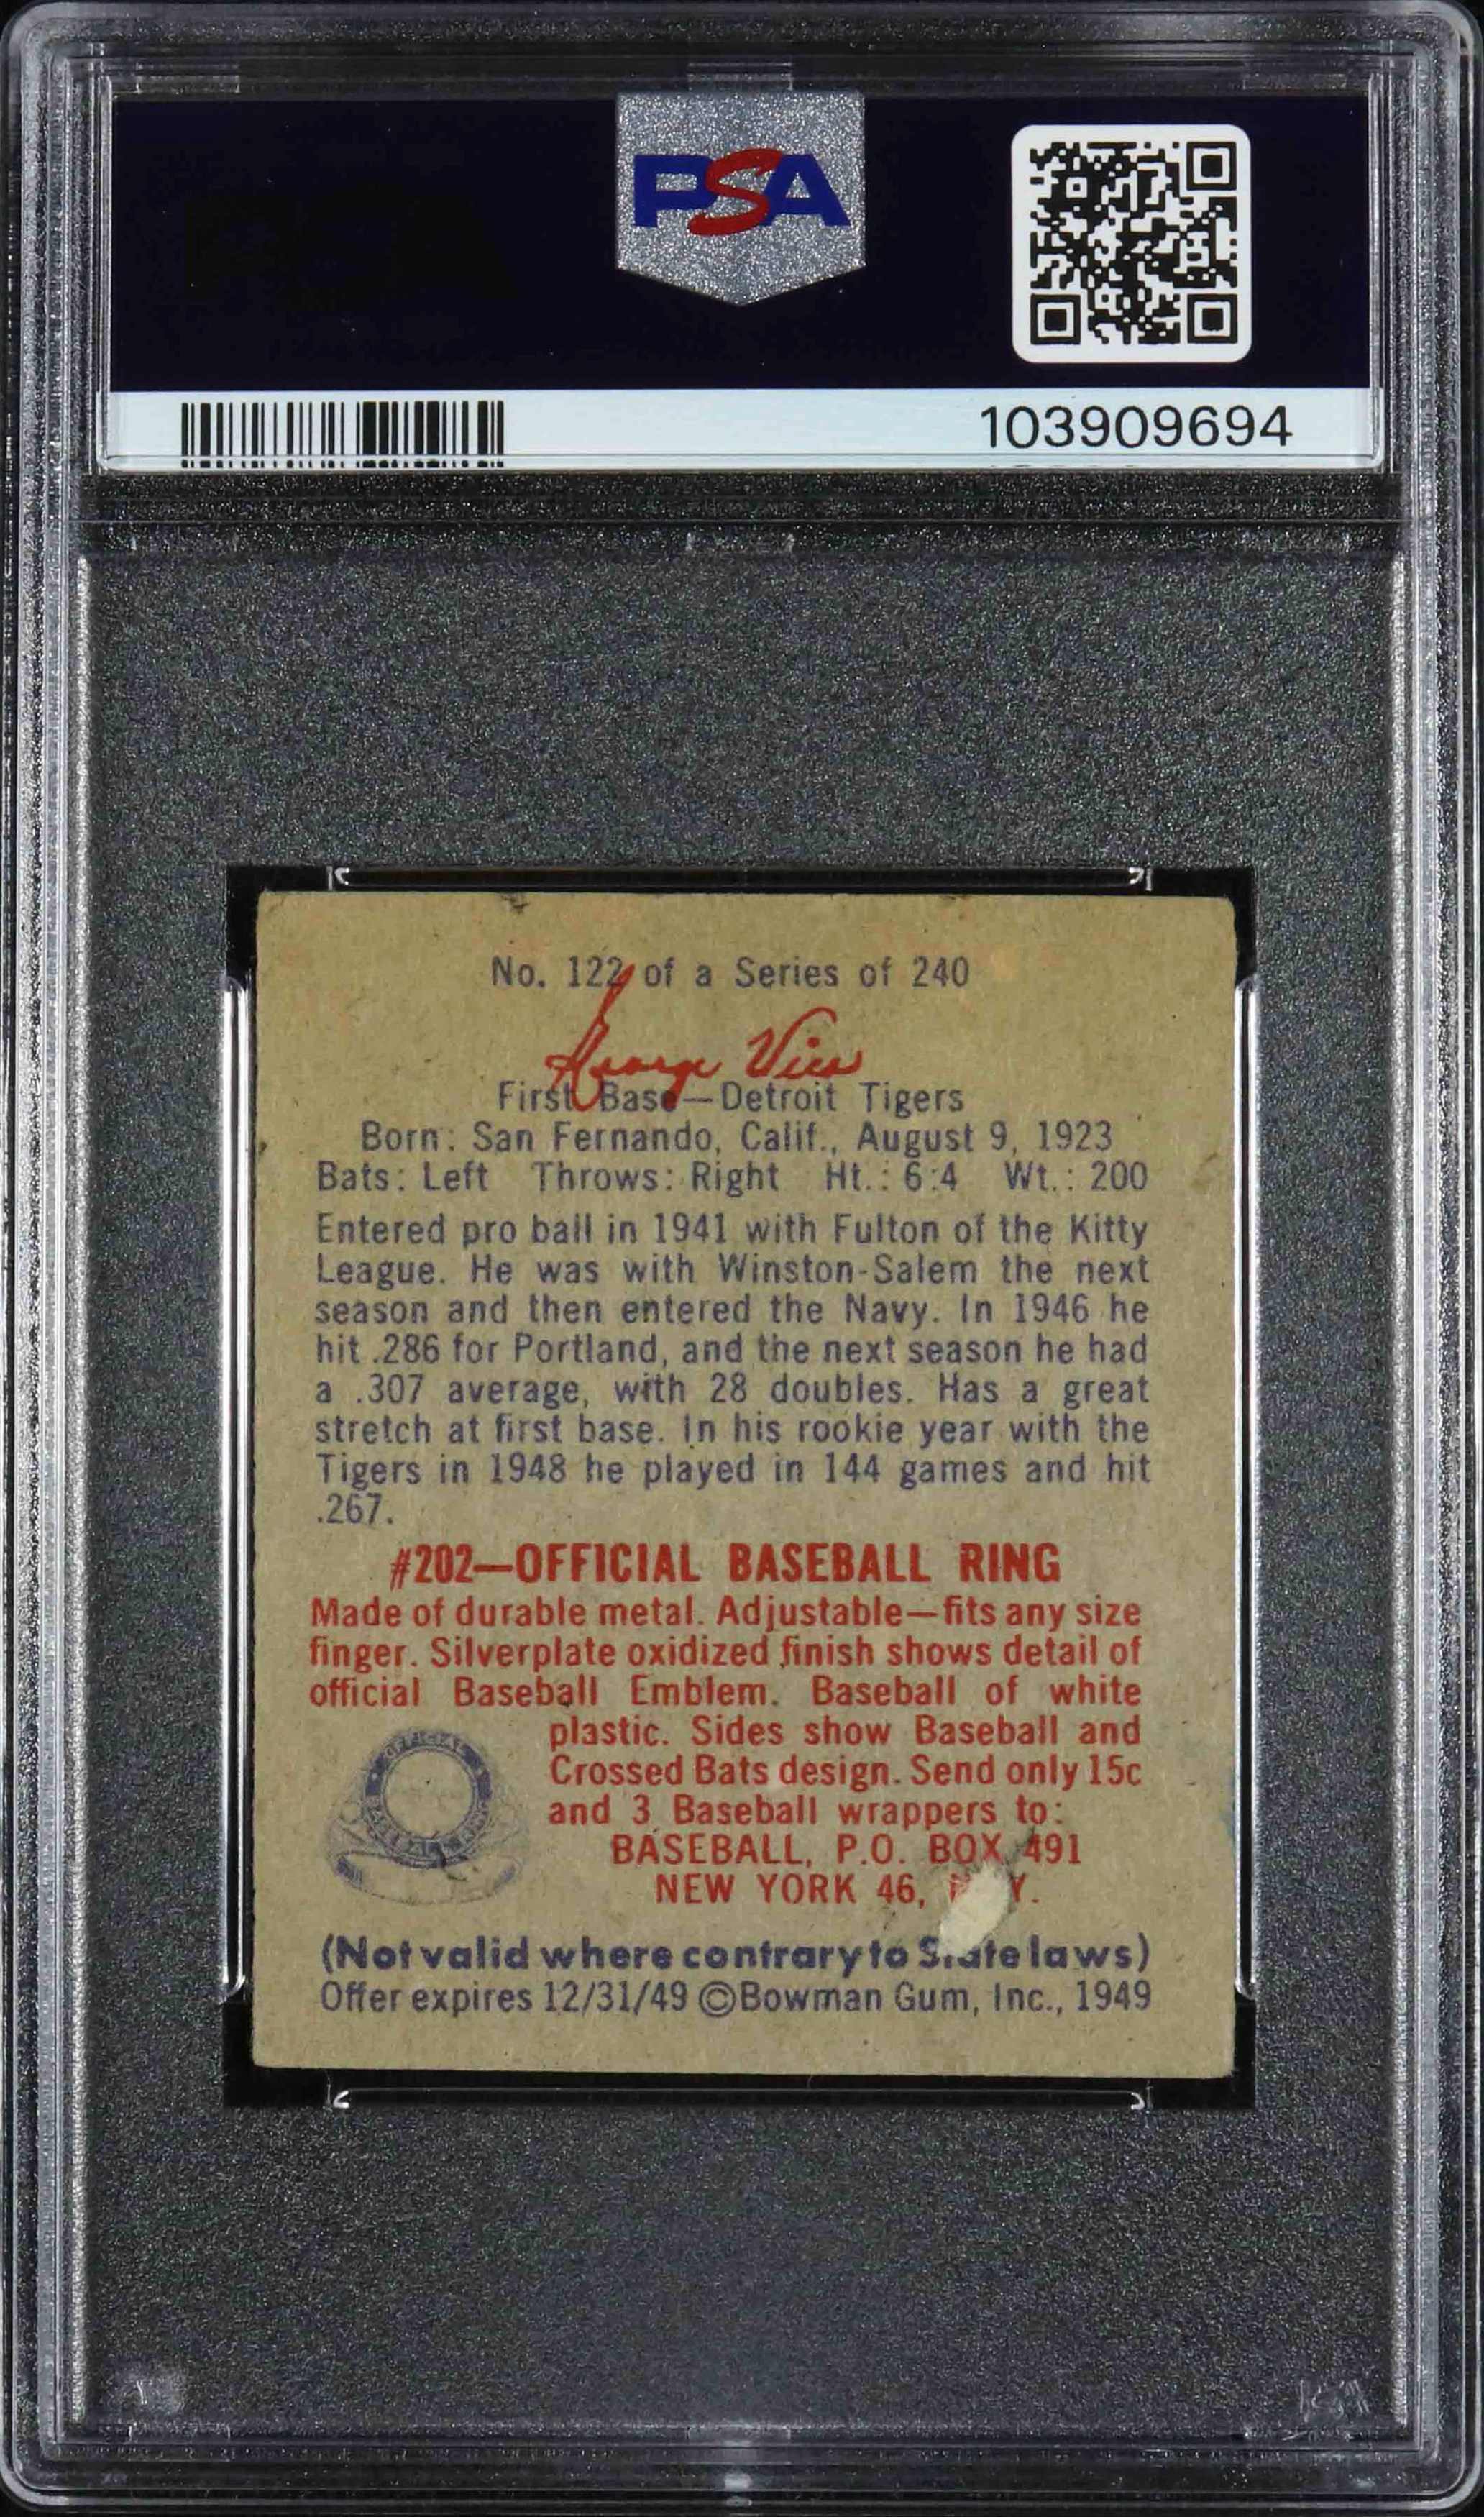 PSA
103909694
No. 122 of a Series of 240
George Vico
First Base—Detroit Tigers
Born: San Fernando, Calif., August 9, 1923
Bats: Left Throws: Right Ht.: 6:4 Wt.: 200
Entered pro ball in 1941 with Fulton of the Kitty
League. He was with Winston-Salem the next
season and then entered the Navy. In 1946 he
hit .286 for Portland, and the next season he had
a .307 average, with 28 doubles. Has a great
stretch at first base. In his rookie year with the
Tigers in 1948 he played in 144 games and hit
.267.
#202—OFFICIAL BASEBALL RING
Made of durable metal. Adjustable—fits any size
finger. Silverplate oxidized finish shows detail of
official Baseball Emblem. Baseball of white
plastic. Sides show Baseball and
Crossed Bats design. Send only 15c
and 3 Baseball wrappers to:
BASEBALL, P.O. BOX 491
NEW YORK 46, N. Y.
OFFICIAL
(Not valid where contrary to State laws)
Offer expires 12/31/49 ©Bowman Gum, Inc., 1949